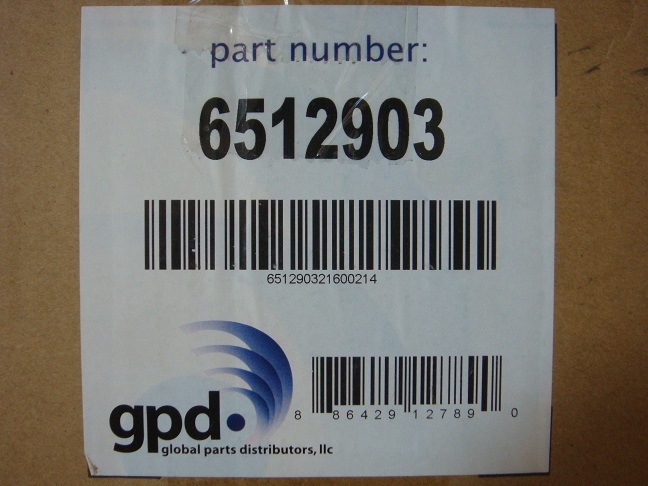 part number:
6512903
651290321600214
gpd
global parts distributors, llc
8 86429 12789 0